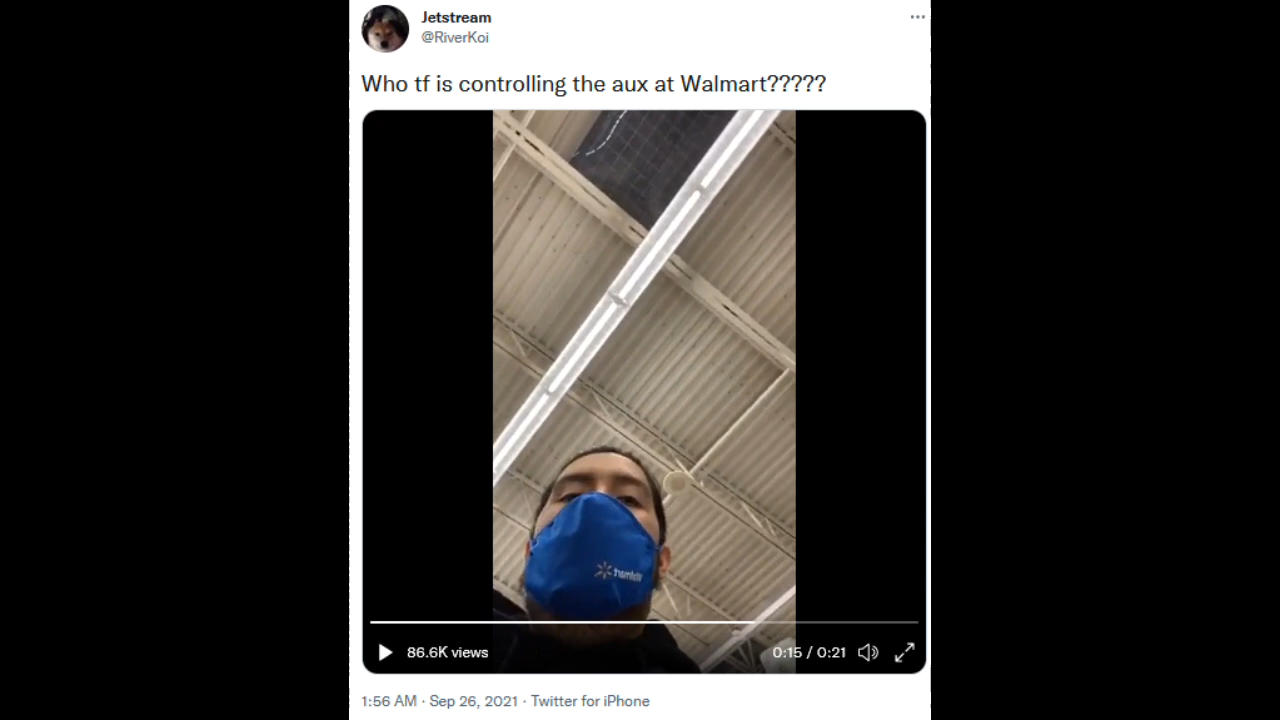 Jetstream
@RiverKoi
Who tf is controlling the aux at Walmart?????
86.6K views
0:15 / 0:21
1:56 AM · Sep 26, 2021 · Twitter for iPhone